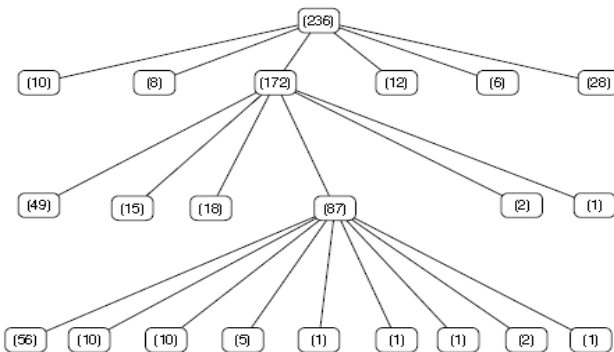 (236)
(10) (8) (172) (12) (6) (28)
(49) (15) (18) (87) (2) (1)
(56) (10) (10) (5) (1) (1) (1) (2) (1)